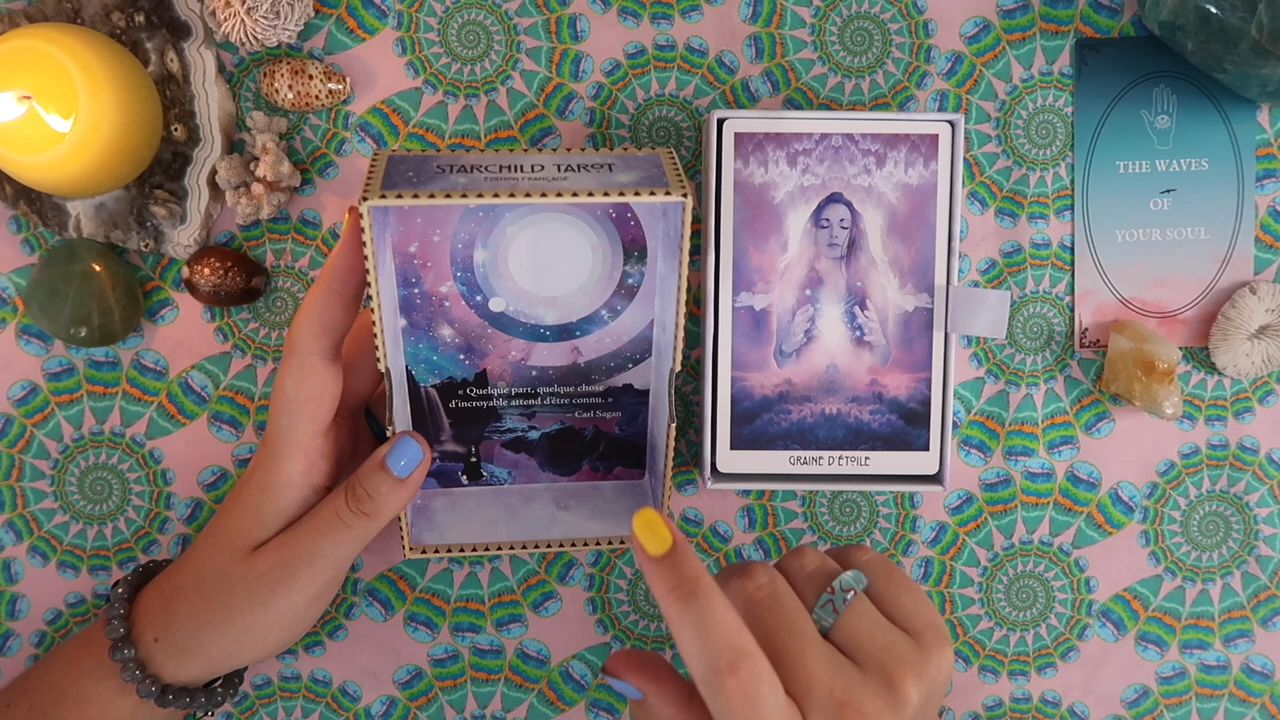 STARCHILD TAROT
ÉDITION FRANÇAISE
« Quelque part, quelque chose
d'incroyable attend d'être connu. »
– Carl Sagan
GRAINE D'ÉTOILE
THE WAVES
OF
YOUR SOUL